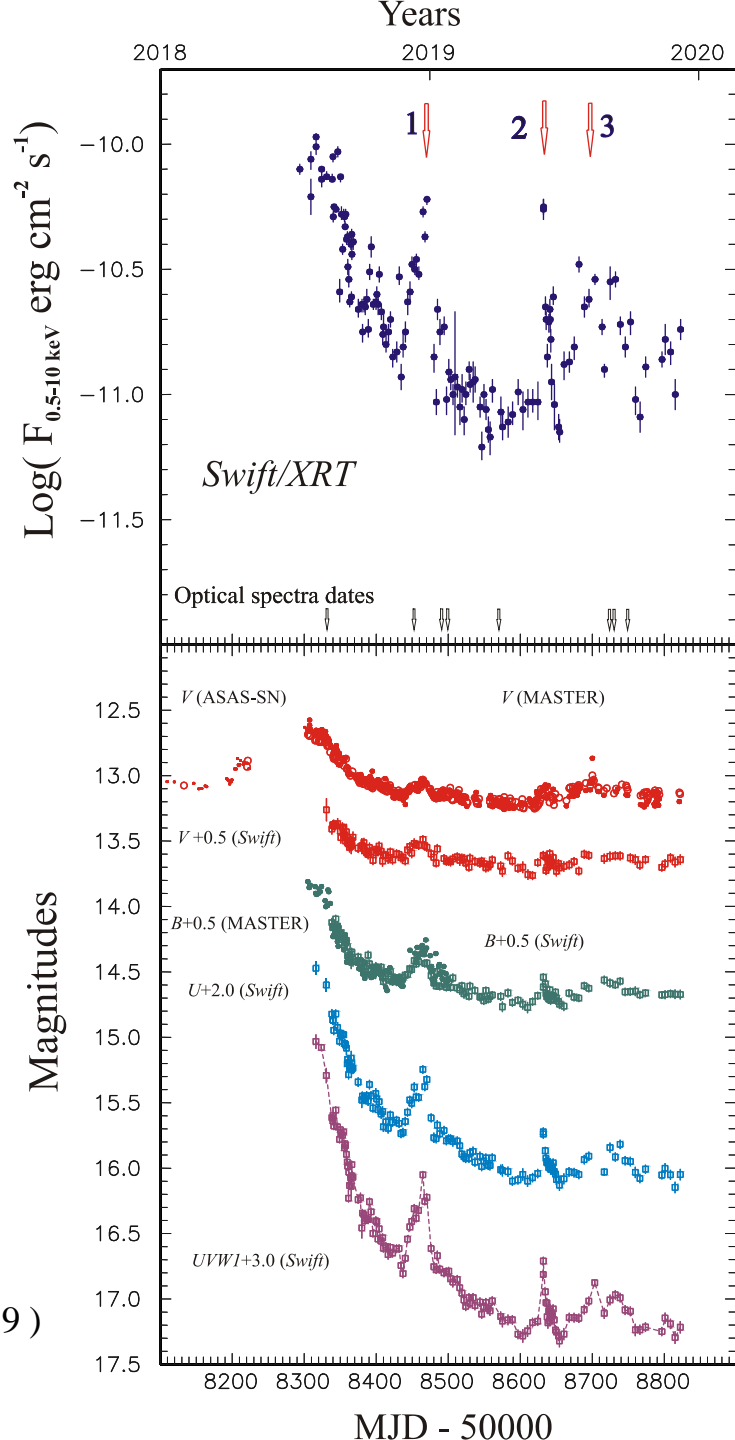 Years
2018 2019 2020
1 2 3
−10.0
−10.5
−11.0
−11.5
Log( F0.5-10 keV erg cm-2 s-1)
Swift/XRT
Optical spectra dates
V (ASAS-SN) V (MASTER)
V +0.5 (Swift)
B+0.5 (MASTER) B+0.5 (Swift)
U+2.0 (Swift)
UVW1+3.0 (Swift)
12.5
13.0
13.5
14.0
14.5
15.0
15.5
16.0
16.5
17.0
17.5
Magnitudes
9 )
8200 8300 8400 8500 8600 8700 8800
MJD - 50000